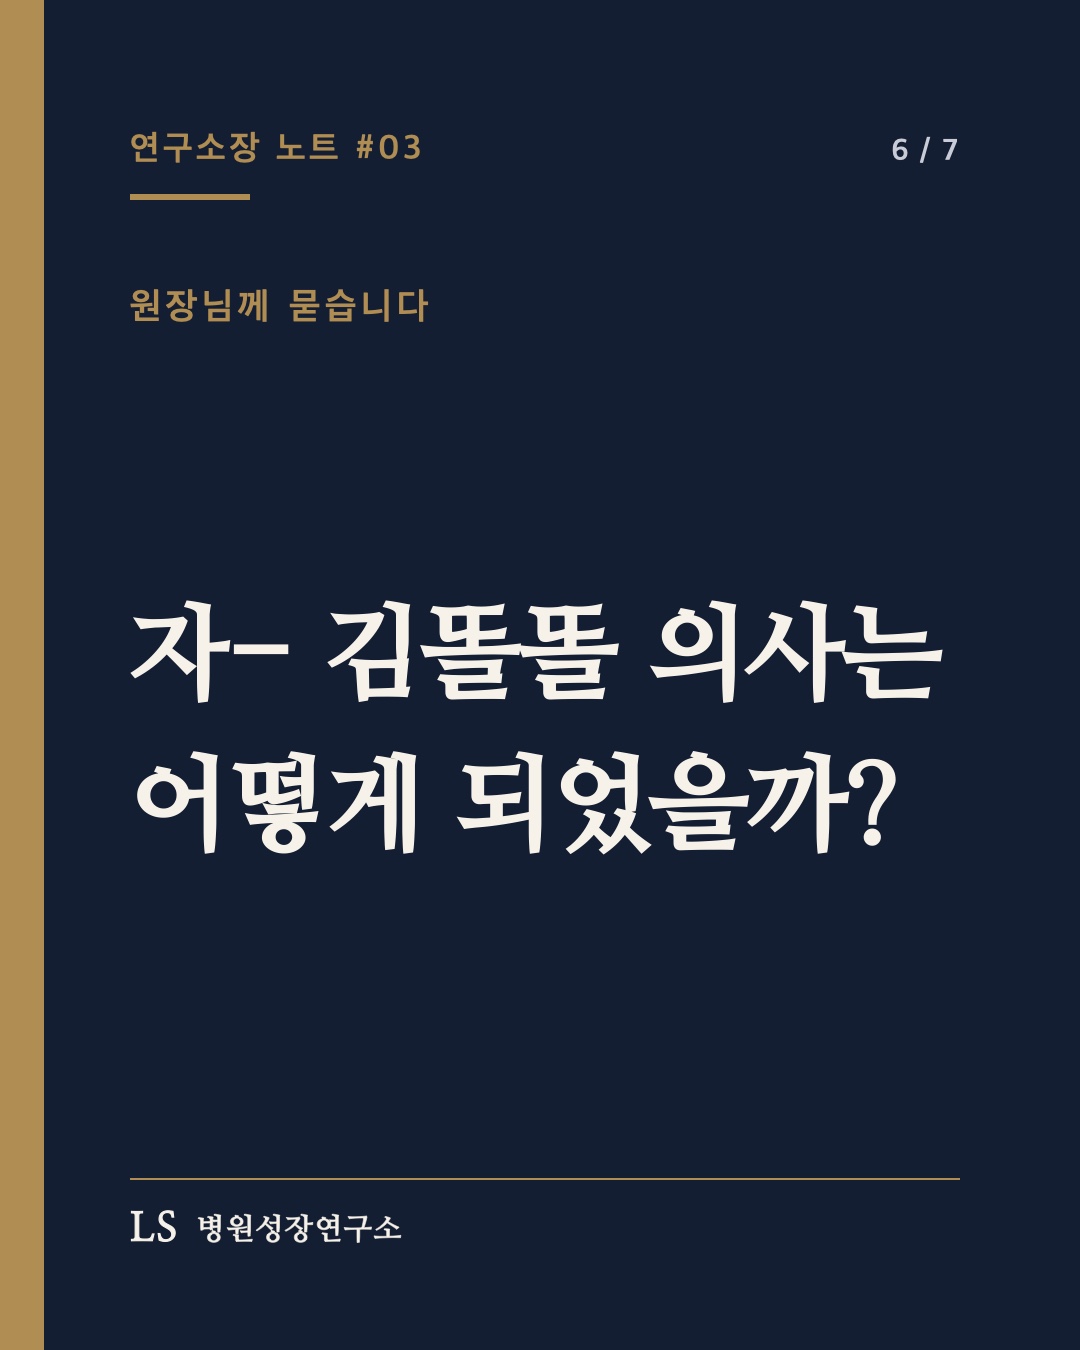 연구소장 노트 #03
6 / 7
원장님께 묻습니다
자– 김똘똘 의사는
어떻게 되었을까?
LS 병원성장연구소